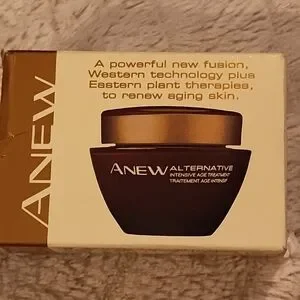 ANEW
A powerful new fusion,
Western technology plus
Eastern plant therapies,
to renew aging skin.
ANEW ALTERNATIVE
INTENSIVE AGE TREATMENT
TRAITEMENT AGE INTENSIF